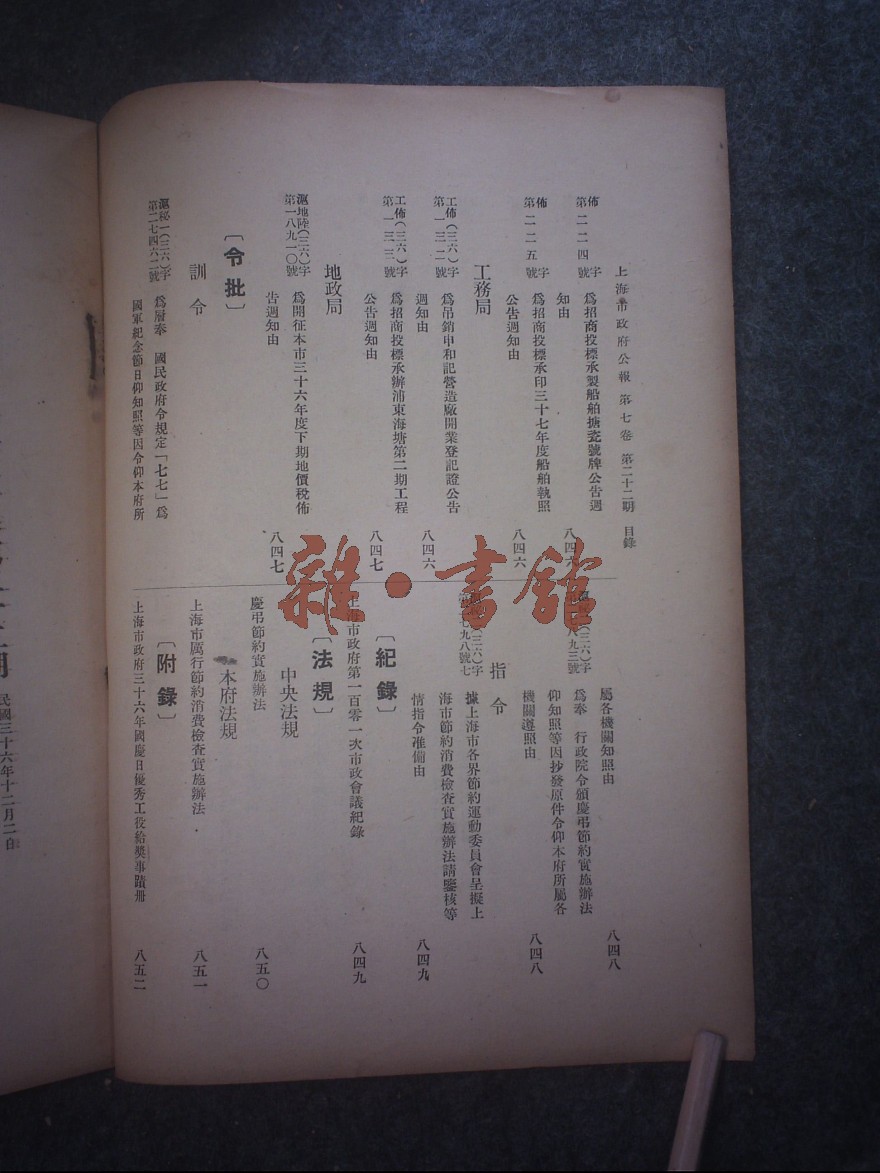 上海市政府公報　第七卷　第二十二期　目錄
佈字第二二四號
為招商投標承製船舶搪瓷號牌公告週
知由
八四六
佈字第二二五號
為招商投標承印三十七年度船舶執照
公告週知由
八四六
工務局
工佈(三六)字第一三二號
為吊銷申和記營造廠開業登記證公告
週知由
八四六
工佈(三六)字第一三三號
為招商投標承辦浦東海塘第二期工程
公告週知由
八四七
地政局
滬地陸(三六)字第一八九一〇號
為開征本市三十六年度下期地價稅佈
告週知由
八四七
〔令批〕
訓令
滬秘一(三六)字第二七四六二號
為層奉　國民政府令規定「七七」為
國軍紀念節日仰知照等因令仰本府所
屬各機關知照由
八四八
(三六)字
九三號
為奉　行政院令頒慶弔節約實施辦法
仰知照等因抄發原件令仰本府所屬各
機關遵照由
八四八
指令
(三六)字
七九八號七
據上海市各界節約運動委員會呈擬上
海市節約消費檢查實施辦法請鑒核等
情指令准備由
八四九
〔紀錄〕
上海市政府第一百零一次市政會議紀錄
八四九
〔法規〕
中央法規
慶弔節約實施辦法
八五〇
本府法規
上海市厲行節約消費檢查實施辦法
八五一
〔附錄〕
上海市政府三十六年國慶日優秀工役給獎事蹟冊
八五二
民國三十六年十二月二日
雜·書館